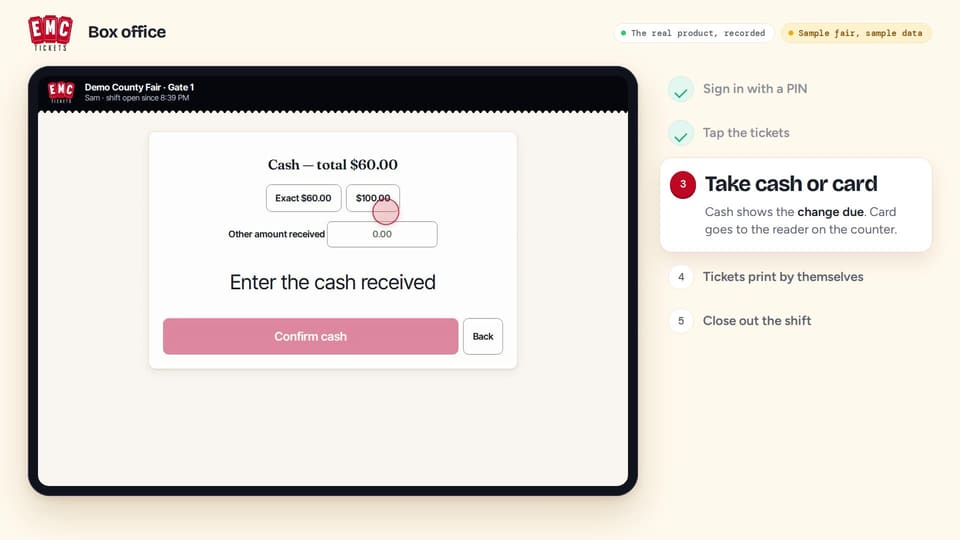 EMC
TICKETS
Box office
The real product, recorded
Sample fair, sample data
EMC
TICKETS
Demo County Fair · Gate 1
Sam · shift open since 8:39 PM
Cash — total $60.00
Exact $60.00
$100.00
Other amount received
0.00
Enter the cash received
Confirm cash
Back
Sign in with a PIN
Tap the tickets
3
Take cash or card
Cash shows the change due. Card
goes to the reader on the counter.
4
Tickets print by themselves
5
Close out the shift